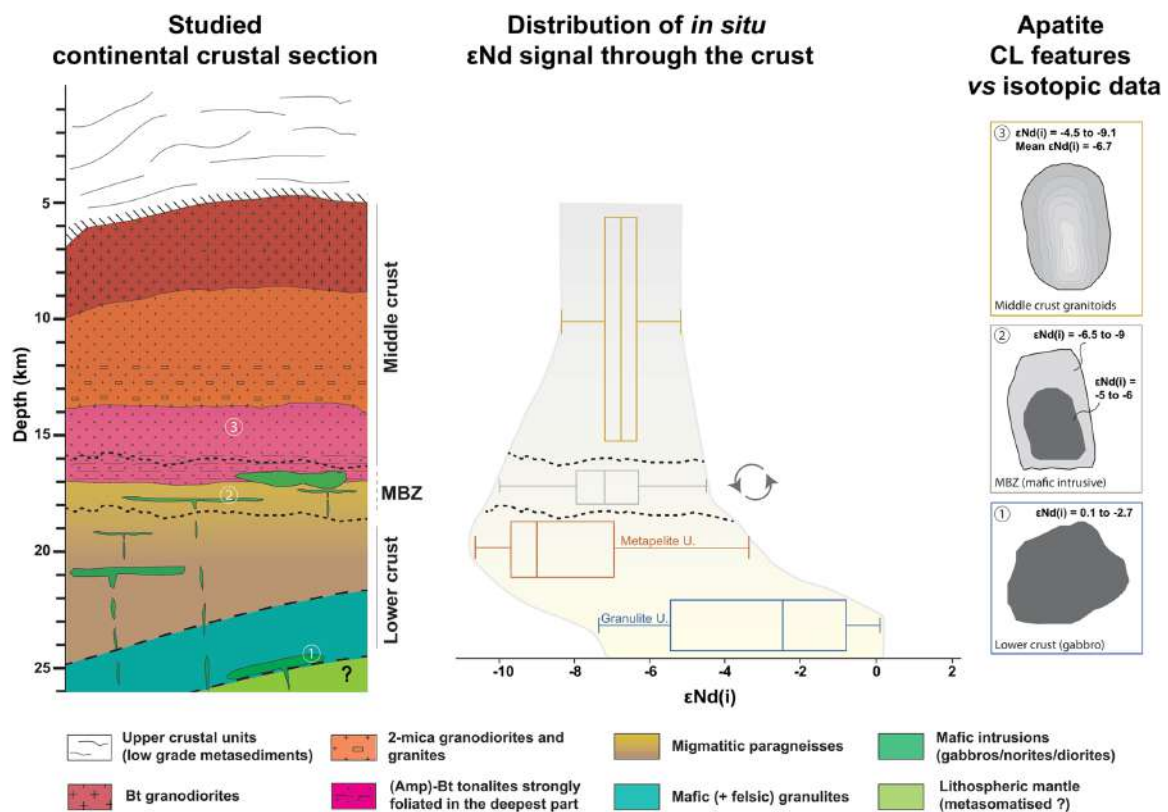 Studied
continental crustal section
Distribution of in situ
εNd signal through the crust
Apatite
CL features
vs isotopic data
Depth (km)
5
10
15
20
25
Middle crust
MBZ
Lower crust
3
2
1
?
Metapelite U.
Granulite U.
-10
-8
-6
-4
-2
0
2
εNd(i)
3 εNd(i) = -4.5 to -9.1
Mean εNd(i) = -6.7
Middle crust granitoids
2 εNd(i) = -6.5 to -9
εNd(i) =
-5 to -6
MBZ (mafic intrusive)
1 εNd(i) = 0.1 to -2.7
Lower crust (gabbro)
Upper crustal units
(low grade metasediments)
2-mica granodiorites and
granites
Migmatitic paragneisses
Mafic intrusions
(gabbros/norites/diorites)
Bt granodiorites
(Amp)-Bt tonalites strongly
foliated in the deepest part
Mafic (+ felsic) granulites
Lithospheric mantle
(metasomatised ?)